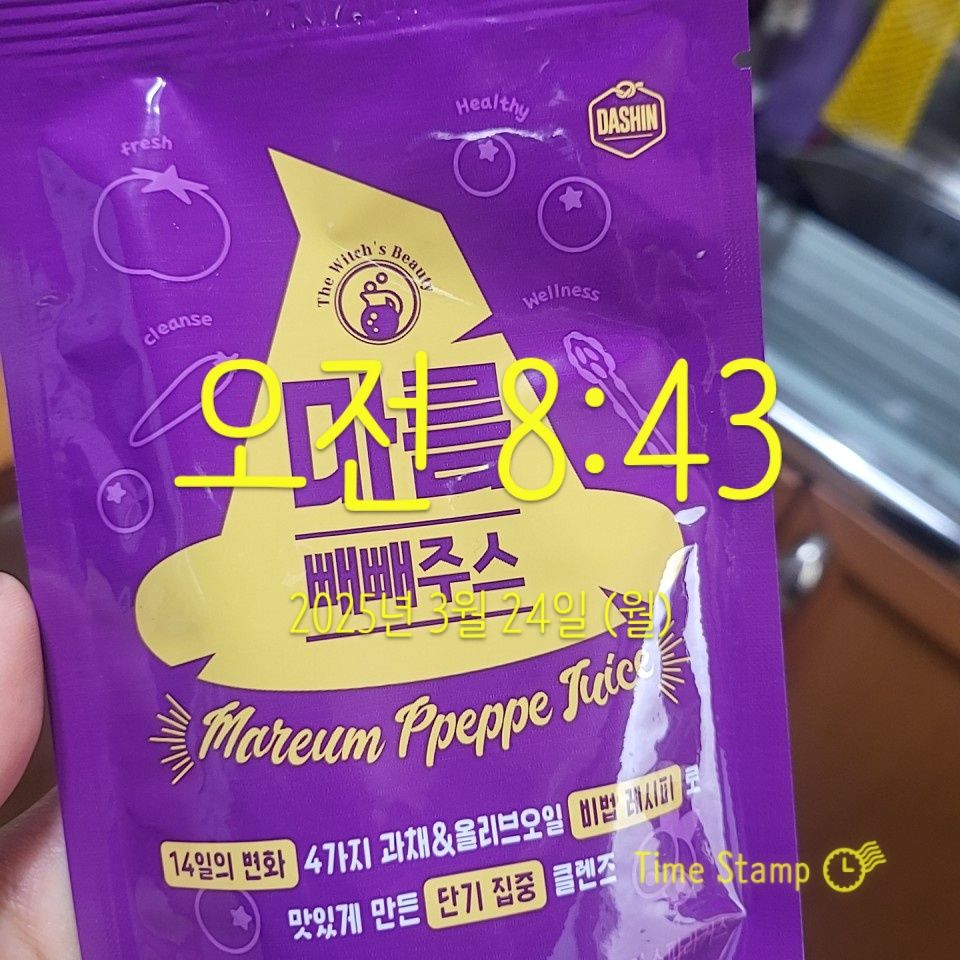 Healthy
DASHIN
fresh
The Witch's Beauty
Wellness
cleanse
오전 8:43
마름
빼빼주스
2025년 3월 24일 (월)
Mareum Ppeppe Juice
14일의 변화 4가지 과채&올리브오일 비법 레시피로
맛있게 만든 단기 집중 클렌즈
Time Stamp